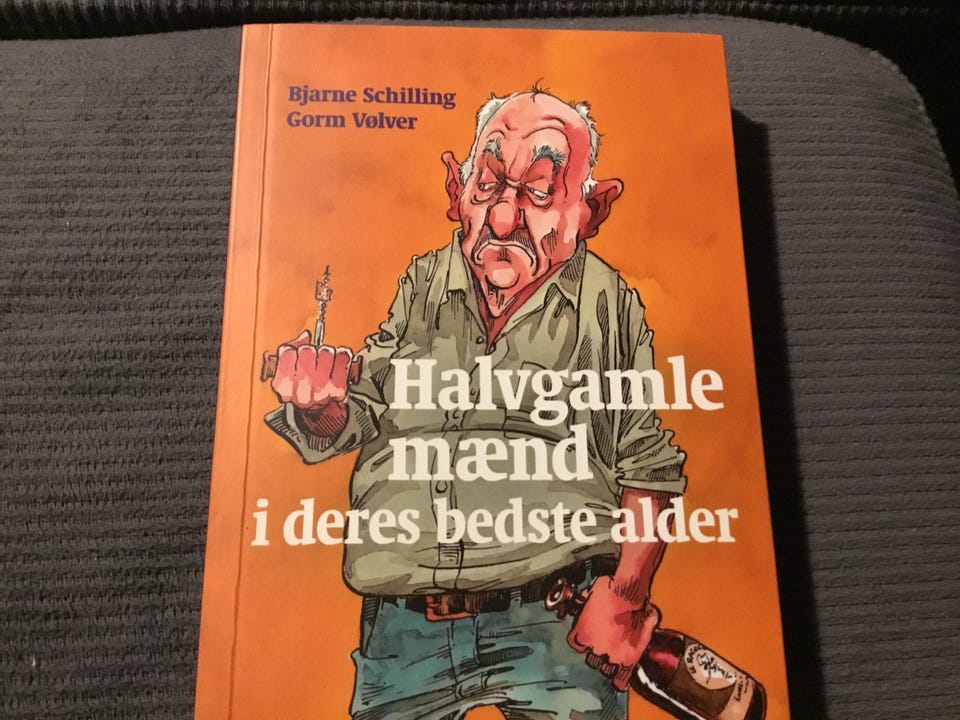 Bjarne Schilling
Gorm Vølver
Halvgamle
mænd
i deres bedste alder